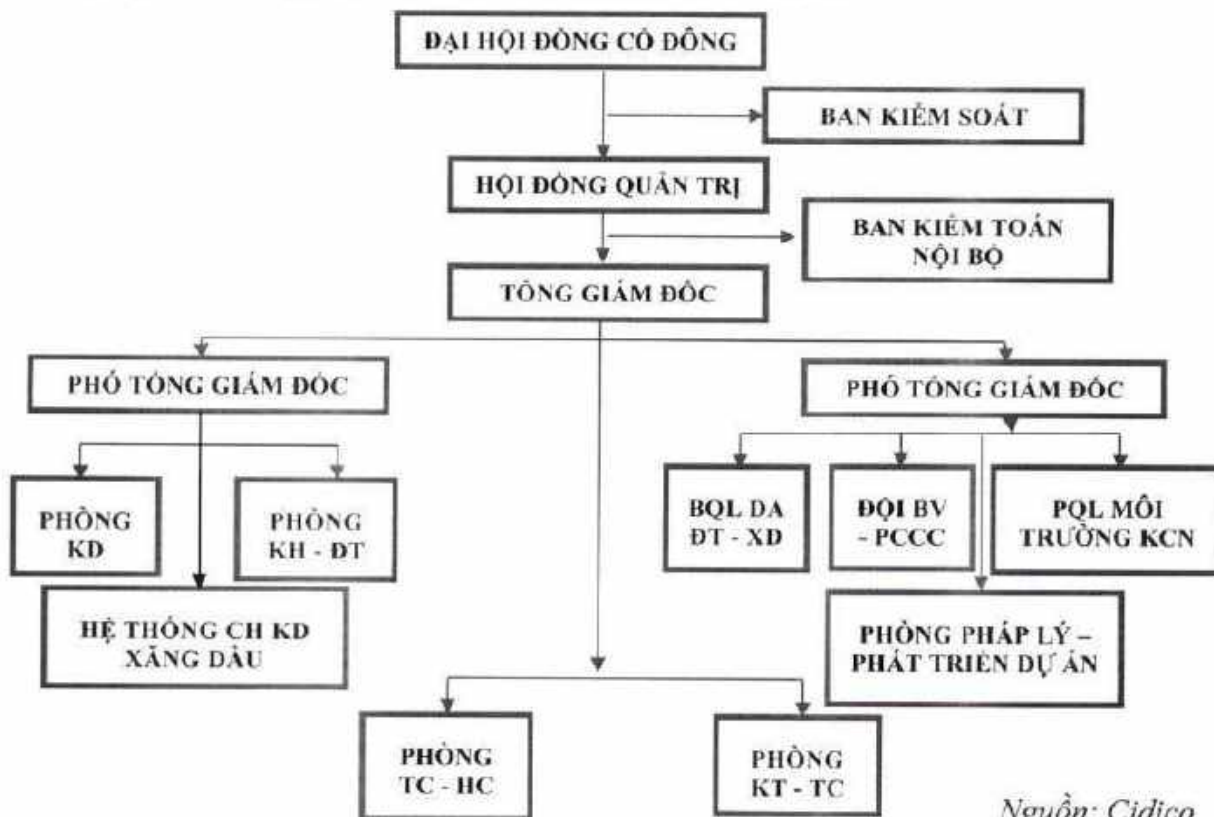 ĐẠI HỘI ĐỒNG CỔ ĐÔNG
BAN KIỂM SOÁT
HỘI ĐỒNG QUẢN TRỊ
BAN KIỂM TOÁN
NỘI BỘ
TỔNG GIÁM ĐỐC
PHÓ TỔNG GIÁM ĐỐC
PHÓ TỔNG GIÁM ĐỐC
PHÒNG
KD
PHÒNG
KH - ĐT
BQL DA
ĐT - XD
ĐỘI BV
- PCCC
PQL MÔI
TRƯỜNG KCN
HỆ THỐNG CH KD
XĂNG DẦU
PHÒNG PHÁP LÝ –
PHÁT TRIỂN DỰ ÁN
PHÒNG
TC - HC
PHÒNG
KT - TC
Nguồn: Cidico